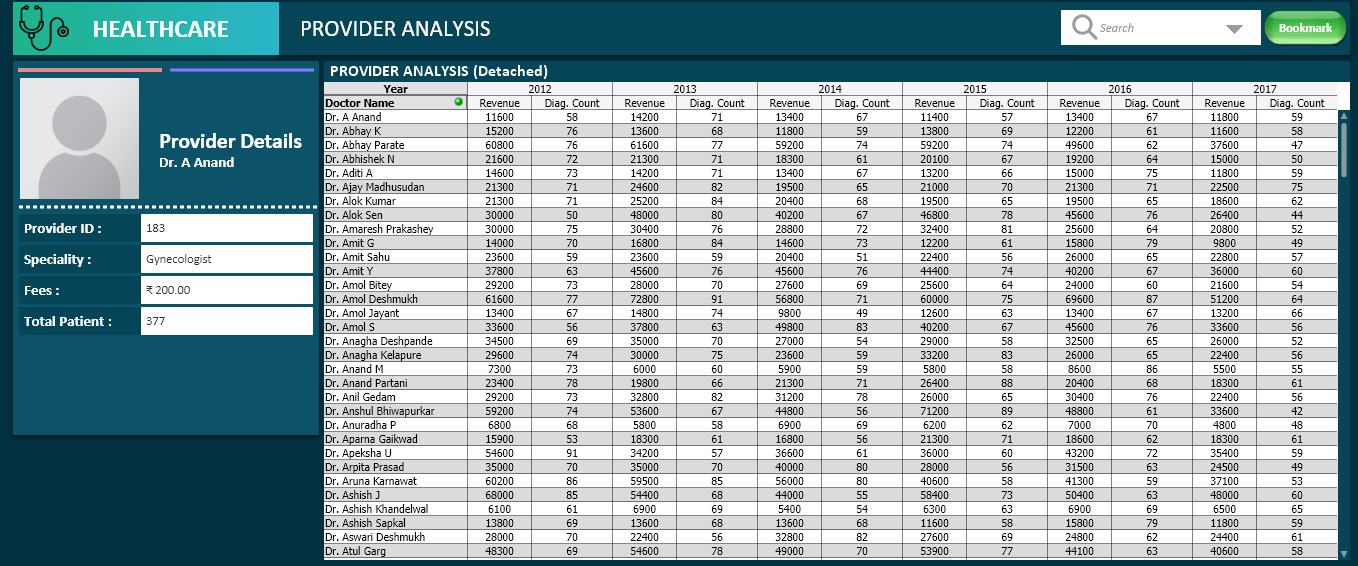 HEALTHCARE
PROVIDER ANALYSIS
Search
Bookmark
Provider Details
Dr. A Anand
Provider ID : 183
Speciality : Gynecologist
Fees : ₹ 200.00
Total Patient : 377
PROVIDER ANALYSIS (Detached)
Year 2012 2013 2014 2015 2016 2017
Doctor Name Revenue Diag. Count Revenue Diag. Count Revenue Diag. Count Revenue Diag. Count Revenue Diag. Count Revenue Diag. Count
Dr. A Anand 11600 58 14200 71 13400 67 11400 57 13400 67 11800 59
Dr. Abhay K 15200 76 13600 68 11800 59 13800 69 12200 61 11600 58
Dr. Abhay Parate 60800 76 61600 77 59200 74 59200 74 49600 62 37600 47
Dr. Abhishek N 21600 72 21300 71 18300 61 20100 67 19200 64 15000 50
Dr. Aditi A 14600 73 14200 71 13400 67 13200 66 15000 75 11800 59
Dr. Ajay Madhusudan 21300 71 24600 82 19500 65 21000 70 21300 71 22500 75
Dr. Alok Kumar 21300 71 25200 84 20400 68 19500 65 19500 65 18600 62
Dr. Alok Sen 30000 50 48000 80 40200 67 46800 78 45600 76 26400 44
Dr. Amaresh Prakashey 30000 75 30400 76 28800 72 32400 81 25600 64 20800 52
Dr. Amit G 14000 70 16800 84 14600 73 12200 61 15800 79 9800 49
Dr. Amit Sahu 23600 59 23600 59 20400 51 22400 56 26000 65 22800 57
Dr. Amit Y 37800 63 45600 76 45600 76 44400 74 40200 67 36000 60
Dr. Amol Bitey 29200 73 28000 70 27600 69 25600 64 24000 60 21600 54
Dr. Amol Deshmukh 61600 77 72800 91 56800 71 60000 75 69600 87 51200 64
Dr. Amol Jayant 13400 67 14800 74 9800 49 12600 63 13400 67 13200 66
Dr. Amol S 33600 56 37800 63 49800 83 40200 67 45600 76 33600 56
Dr. Anagha Deshpande 34500 69 35000 70 27000 54 29000 58 32500 65 26000 52
Dr. Anagha Kelapure 29600 74 30000 75 23600 59 33200 83 26000 65 22400 56
Dr. Anand M 7300 73 6000 60 5900 59 5800 58 8600 86 5500 55
Dr. Anand Partani 23400 78 19800 66 21300 71 26400 88 20400 68 18300 61
Dr. Anil Gedam 29200 73 32800 82 31200 78 26000 65 30400 76 22400 56
Dr. Anshul Bhiwapurkar 59200 74 53600 67 44800 56 71200 89 48800 61 33600 42
Dr. Anuradha P 6800 68 5800 58 6900 69 6200 62 7000 70 4800 48
Dr. Aparna Gaikwad 15900 53 18300 61 16800 56 21300 71 18600 62 18300 61
Dr. Apeksha U 54600 91 34200 57 36600 61 36000 60 43200 72 35400 59
Dr. Arpita Prasad 35000 70 35000 70 40000 80 28000 56 31500 63 24500 49
Dr. Aruna Karnawat 60200 86 59500 85 56000 80 40600 58 41300 59 37100 53
Dr. Ashish J 68000 85 54400 68 44000 55 58400 73 50400 63 48000 60
Dr. Ashish Khandelwal 6100 61 6900 69 5400 54 6300 63 6900 69 6500 65
Dr. Ashish Sapkal 13800 69 13600 68 13600 68 11600 58 15800 79 11800 59
Dr. Aswari Deshmukh 28000 70 22400 56 32800 82 27600 69 24800 62 24400 61
Dr. Atul Garg 48300 69 54600 78 49000 70 53900 77 44100 63 40600 58